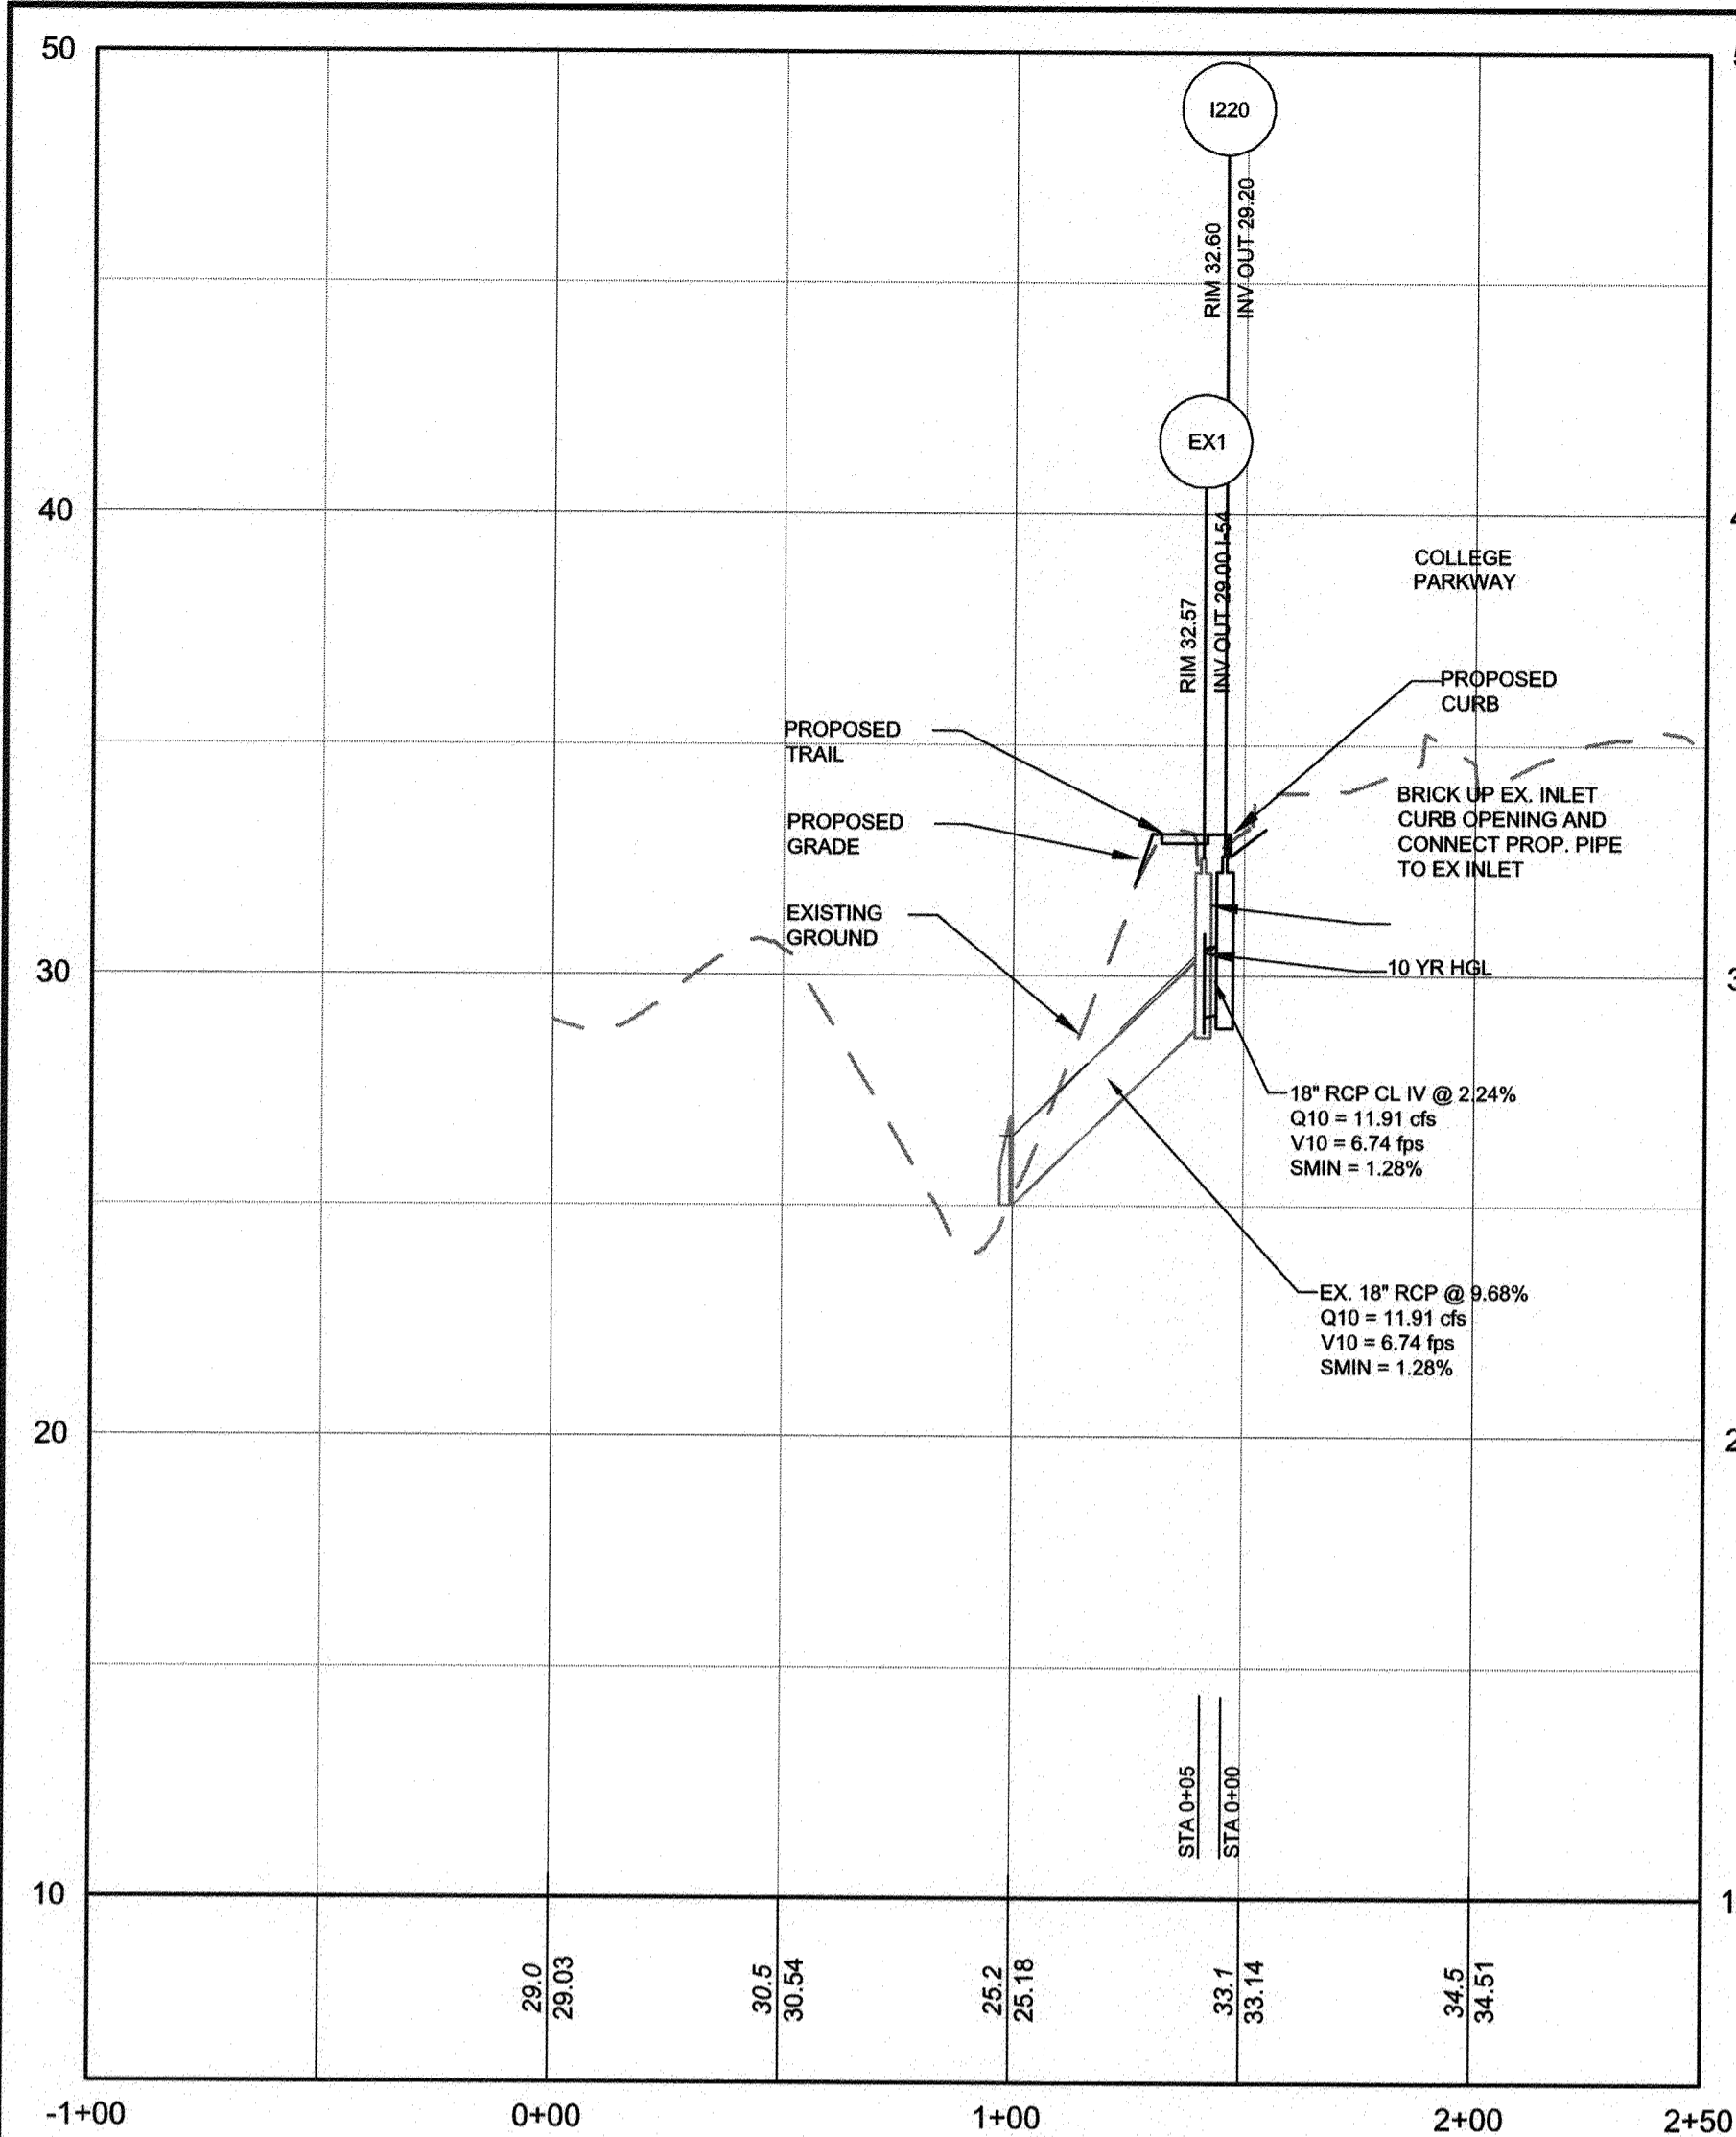 50
I220
RIM 32.60
INV OUT 29.20
EX1
40
RIM 32.57
INV OUT 29.00 I-54
COLLEGE
PARKWAY
PROPOSED
CURB
PROPOSED
TRAIL
PROPOSED
GRADE
BRICK UP EX. INLET
CURB OPENING AND
CONNECT PROP. PIPE
TO EX INLET
EXISTING
GROUND
30
10 YR HGL
18" RCP CL IV @ 2.24%
Q10 = 11.91 cfs
V10 = 6.74 fps
SMIN = 1.28%
EX. 18" RCP @ 9.68%
Q10 = 11.91 cfs
V10 = 6.74 fps
SMIN = 1.28%
20
STA 0+05
STA 0+00
10
29.0
29.03
30.5
30.54
25.2
25.18
33.1
33.14
34.5
34.51
-1+00
0+00
1+00
2+00
2+50